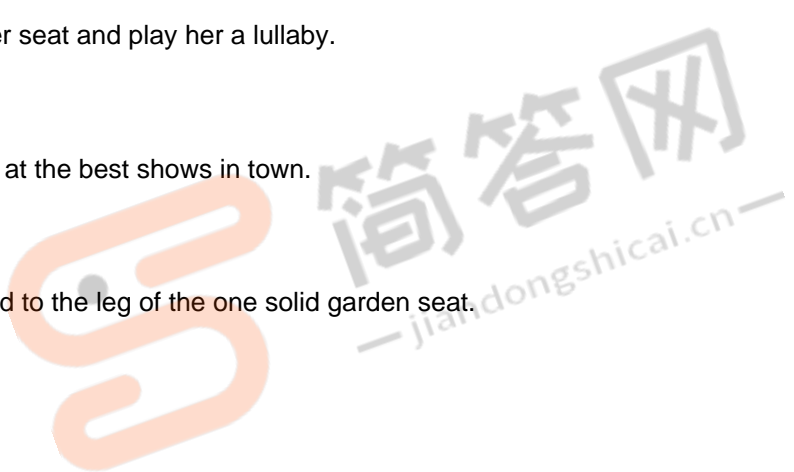 er seat and play her a lullaby.
at the best shows in town.
d to the leg of the one solid garden seat.
简答网
— jiandongshicai.cn —